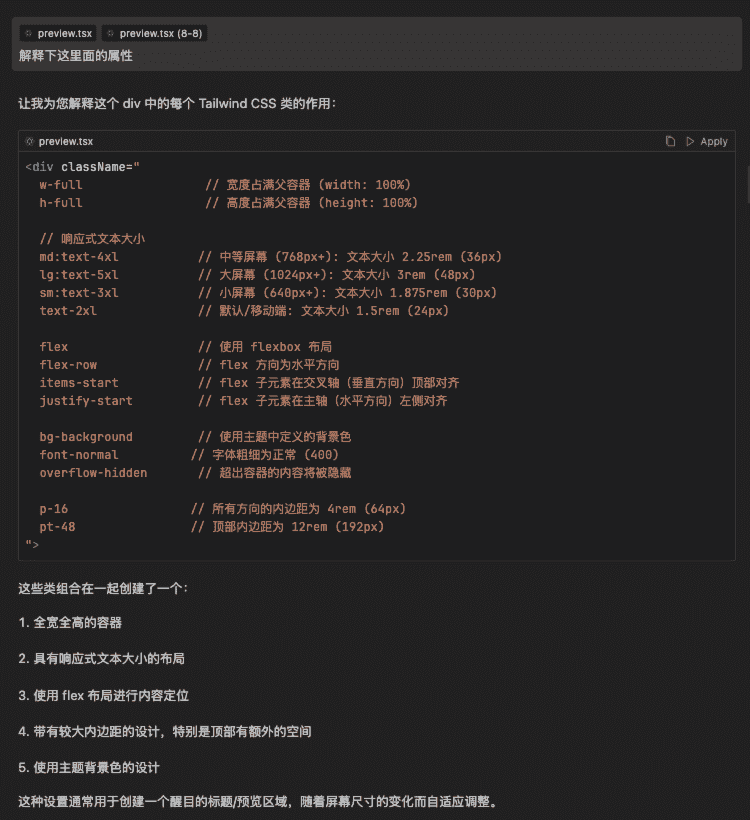 preview.tsx preview.tsx (8-8)
解释下这里面的属性
让我为您解释这个 div 中的每个 Tailwind CSS 类的作用：
preview.tsx Apply
<div className="
w-full // 宽度占满父容器 (width: 100%)
h-full // 高度占满父容器 (height: 100%)
// 响应式文本大小
md:text-4xl // 中等屏幕 (768px+): 文本大小 2.25rem (36px)
lg:text-5xl // 大屏幕 (1024px+): 文本大小 3rem (48px)
sm:text-3xl // 小屏幕 (640px+): 文本大小 1.875rem (30px)
text-2xl // 默认/移动端: 文本大小 1.5rem (24px)
flex // 使用 flexbox 布局
flex-row // flex 方向为水平方向
items-start // flex 子元素在交叉轴（垂直方向）顶部对齐
justify-start // flex 子元素在主轴（水平方向）左侧对齐
bg-background // 使用主题中定义的背景色
font-normal // 字体粗细为正常 (400)
overflow-hidden // 超出容器的内容将被隐藏
p-16 // 所有方向的内边距为 4rem (64px)
pt-48 // 顶部内边距为 12rem (192px)
">
这些类组合在一起创建了一个：
1. 全宽全高的容器
2. 具有响应式文本大小的布局
3. 使用 flex 布局进行内容定位
4. 带有较大内边距的设计，特别是顶部有额外的空间
5. 使用主题背景色的设计
这种设置通常用于创建一个醒目的标题/预览区域，随着屏幕尺寸的变化而自适应调整。